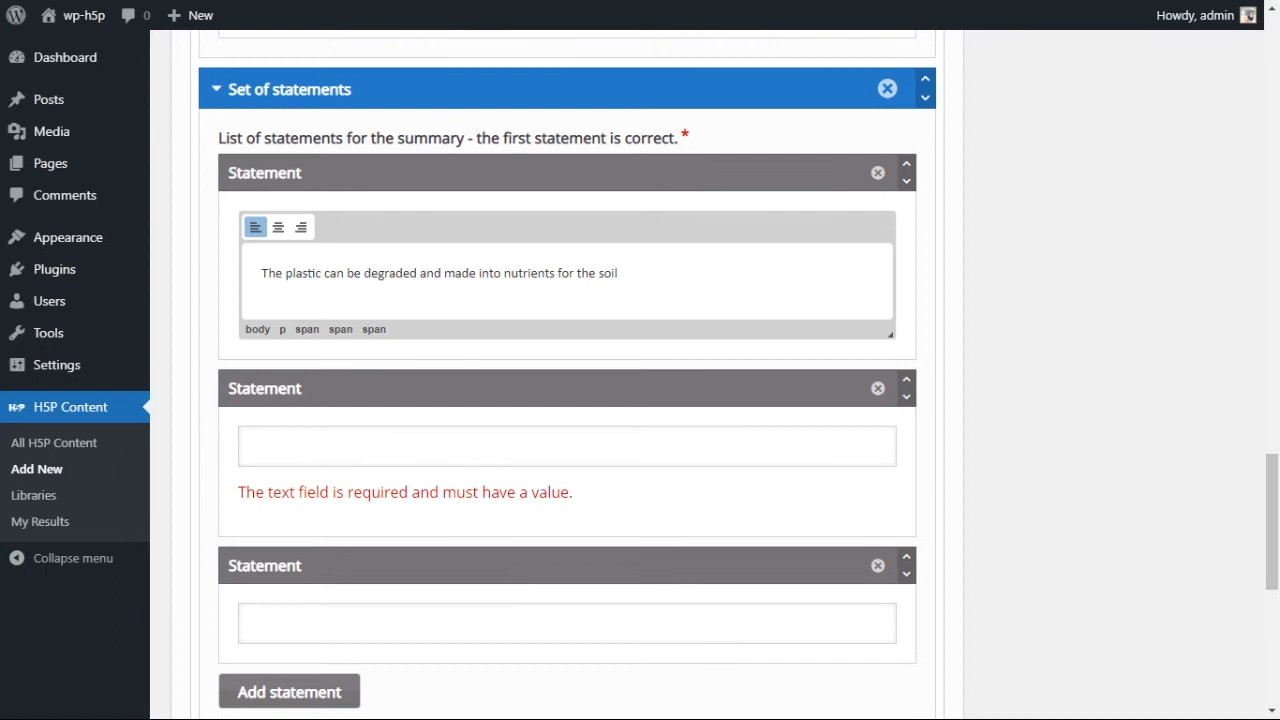 wp-h5p
0
New
Howdy, admin
Dashboard
Posts
Media
Pages
Comments
Appearance
Plugins
Users
Tools
Settings
H5P H5P Content
All H5P Content
Add New
Libraries
My Results
Collapse menu
Set of statements
List of statements for the summary - the first statement is correct. *
Statement
The plastic can be degraded and made into nutrients for the soil
body p span span span
Statement
The text field is required and must have a value.
Statement
Add statement